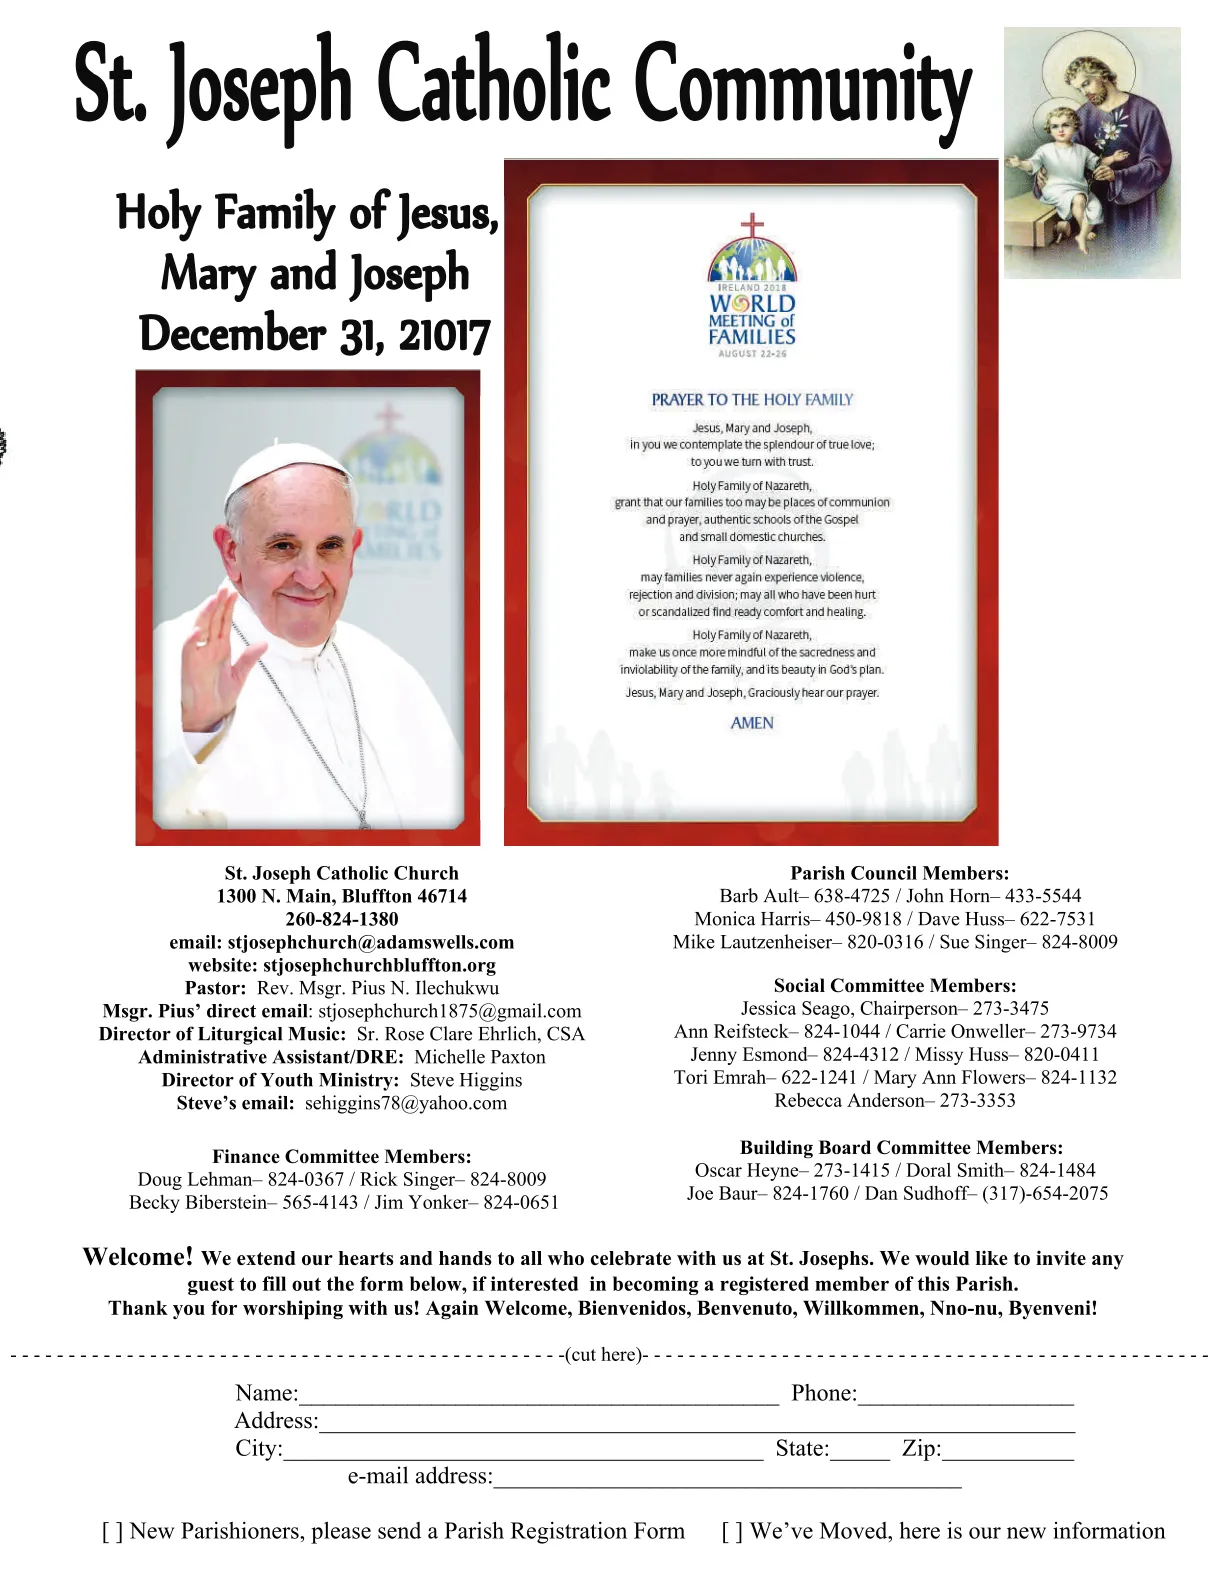 St. Joseph Catholic Community
Holy Family of Jesus,
Mary and Joseph
December 31, 21017
IRELAND 2018
WORLD
MEETING of
FAMILIES
AUGUST 22-26
PRAYER TO THE HOLY FAMILY
Jesus, Mary and Joseph,
in you we contemplate the splendour of true love;
to you we turn with trust.
Holy Family of Nazareth,
grant that our families too may be places of communion
and prayer, authentic schools of the Gospel
and small domestic churches.
Holy Family of Nazareth,
may families never again experience violence,
rejection and division; may all who have been hurt
or scandalized find ready comfort and healing.
Holy Family of Nazareth,
make us once more mindful of the sacredness and
inviolability of the family, and its beauty in God's plan.
Jesus, Mary and Joseph, Graciously hear our prayer.
AMEN
St. Joseph Catholic Church
1300 N. Main, Bluffton 46714
260-824-1380
email: stjosephchurch@adamswells.com
website: stjosephchurchbluffton.org
Pastor: Rev. Msgr. Pius N. Ilechukwu
Msgr. Pius’ direct email: stjosephchurch1875@gmail.com
Director of Liturgical Music: Sr. Rose Clare Ehrlich, CSA
Administrative Assistant/DRE: Michelle Paxton
Director of Youth Ministry: Steve Higgins
Steve’s email: sehiggins78@yahoo.com
Finance Committee Members:
Doug Lehman– 824-0367 / Rick Singer– 824-8009
Becky Biberstein– 565-4143 / Jim Yonker– 824-0651
Parish Council Members:
Barb Ault– 638-4725 / John Horn– 433-5544
Monica Harris– 450-9818 / Dave Huss– 622-7531
Mike Lautzenheiser– 820-0316 / Sue Singer– 824-8009
Social Committee Members:
Jessica Seago, Chairperson– 273-3475
Ann Reifsteck– 824-1044 / Carrie Onweller– 273-9734
Jenny Esmond– 824-4312 / Missy Huss– 820-0411
Tori Emrah– 622-1241 / Mary Ann Flowers– 824-1132
Rebecca Anderson– 273-3353
Building Board Committee Members:
Oscar Heyne– 273-1415 / Doral Smith– 824-1484
Joe Baur– 824-1760 / Dan Sudhoff– (317)-654-2075
Welcome! We extend our hearts and hands to all who celebrate with us at St. Josephs. We would like to invite any
guest to fill out the form below, if interested in becoming a registered member of this Parish.
Thank you for worshiping with us! Again Welcome, Bienvenidos, Benvenuto, Willkommen, Nno-nu, Byenveni!
(cut here)
Name: Phone:
Address:
City: State: Zip:
e-mail address:
[ ] New Parishioners, please send a Parish Registration Form [ ] We’ve Moved, here is our new information